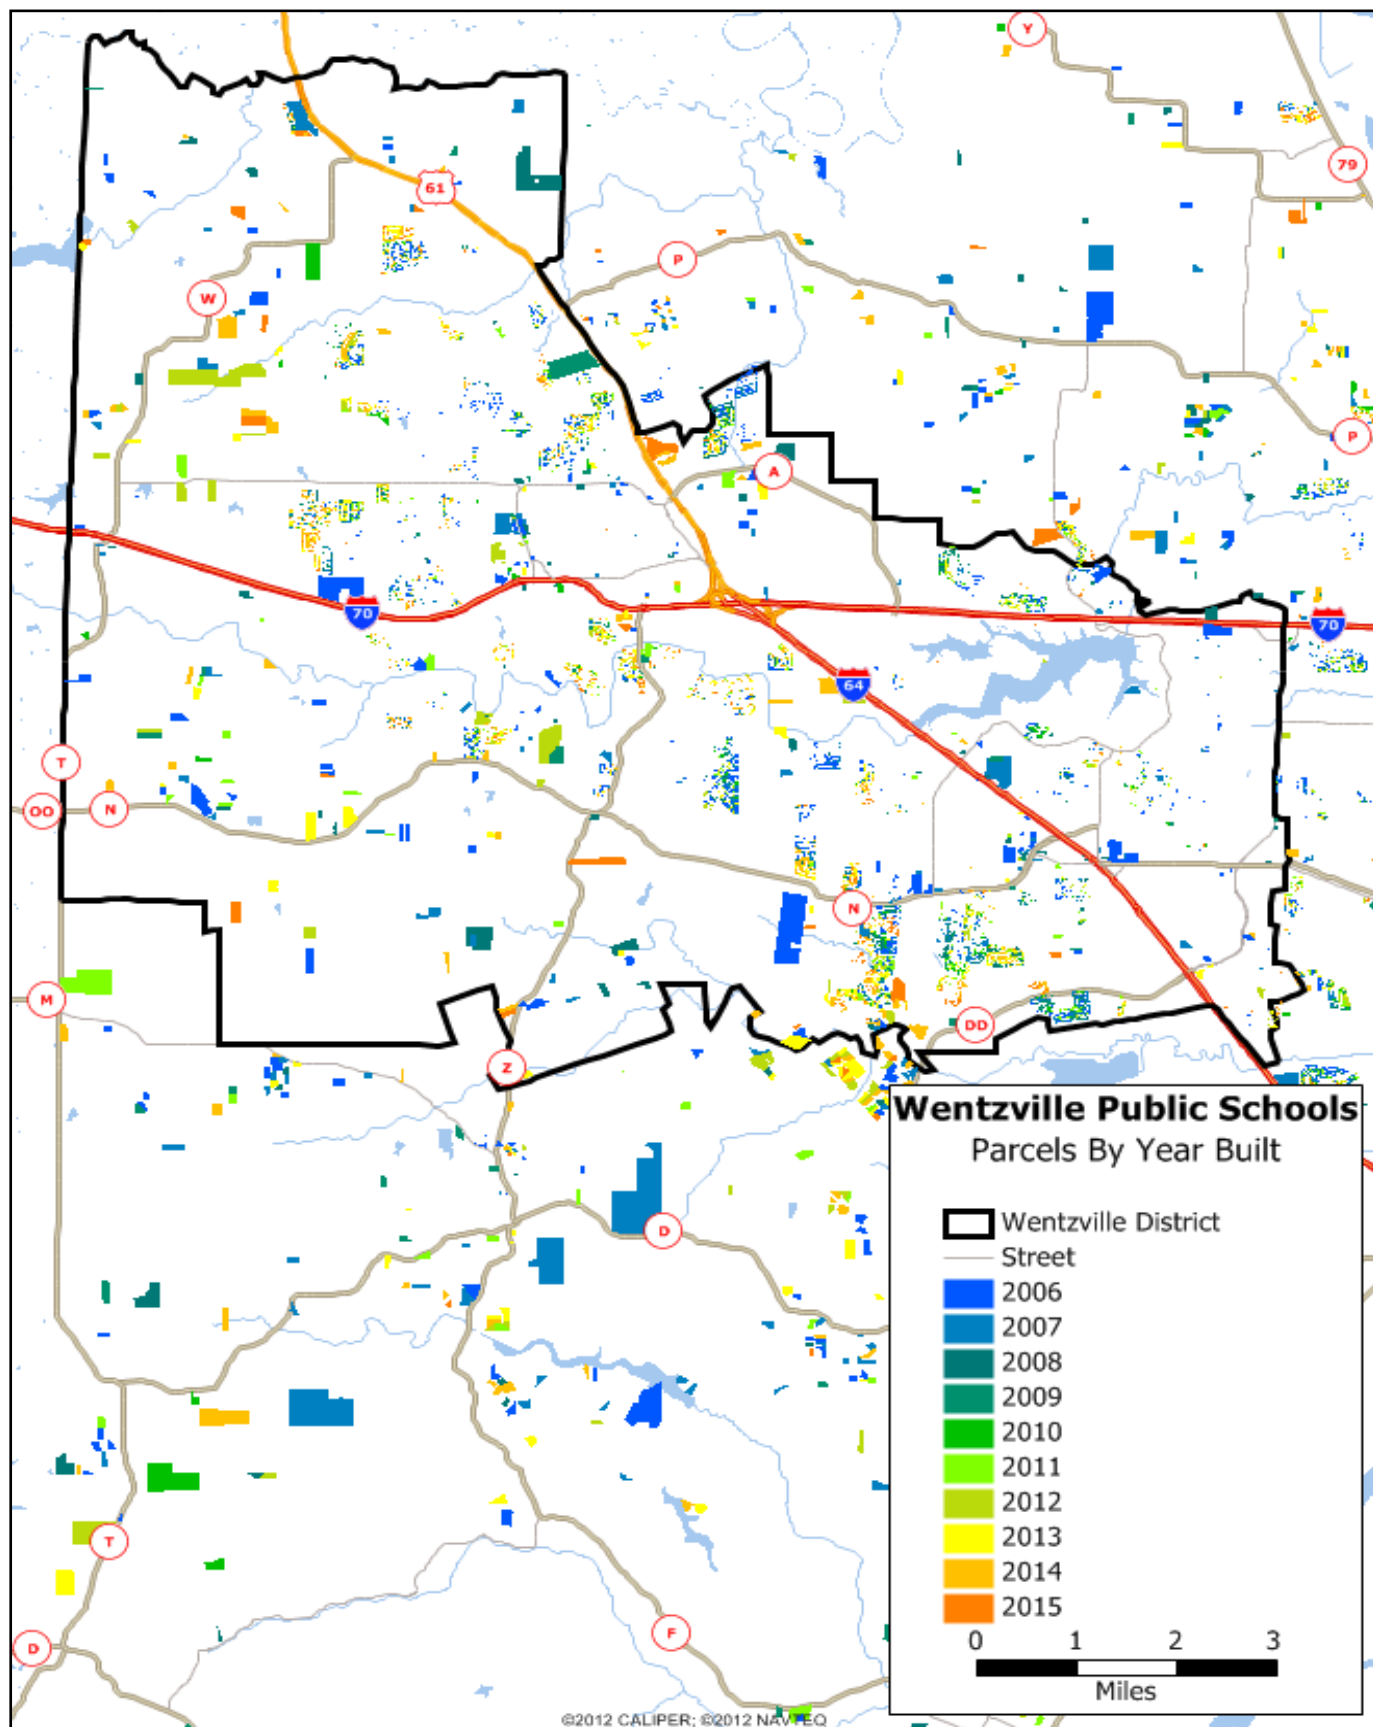 Y
79
61
P
W
P
A
70
70
64
T
OO
N
N
M
DD
Z
D
T
D
F
Wentzville Public Schools
Parcels By Year Built
Wentzville District
Street
2006
2007
2008
2009
2010
2011
2012
2013
2014
2015
0 1 2 3
Miles
©2012 CALIPER; ©2012 NAVTEQ